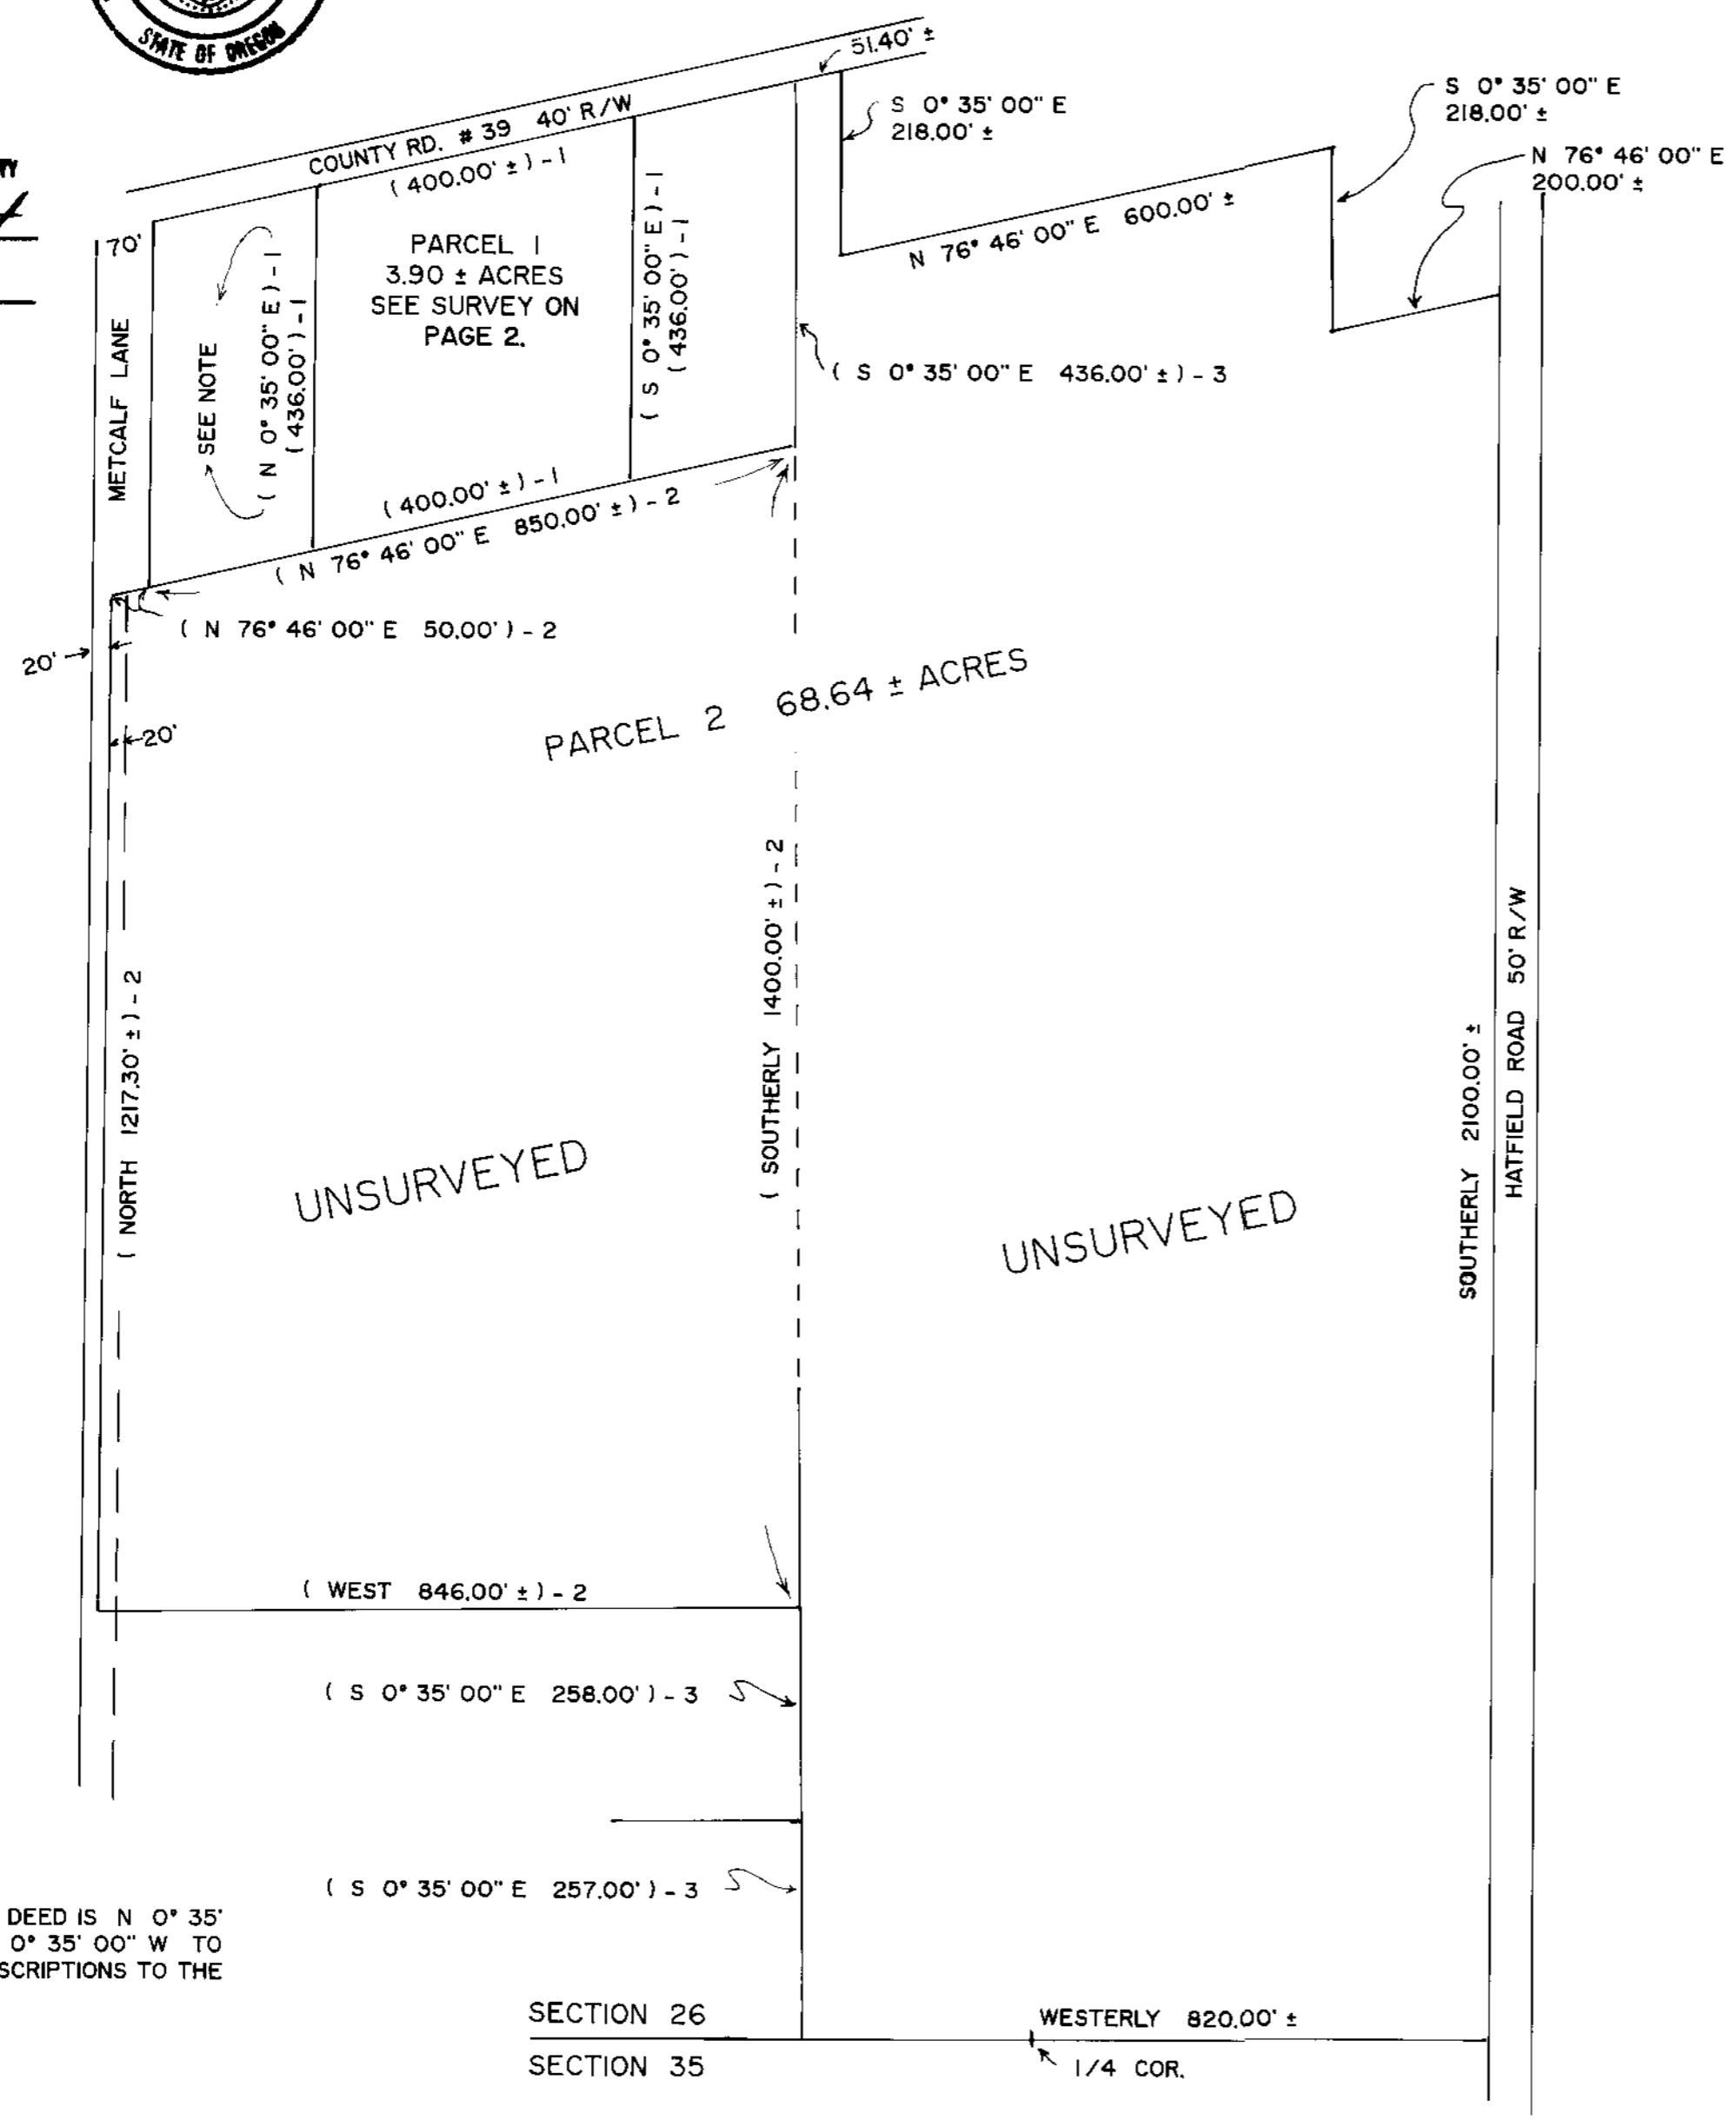 STATE OF OREGON
51.40' ±
COUNTY RD. # 39 40' R/W
( 400.00' ± ) - 1
S 0° 35' 00" E
218.00' ±
S 0° 35' 00" E
218.00' ±
N 76° 46' 00" E
200.00' ±
N 76° 46' 00" E 600.00' ±
70'
METCALF LANE
SEE NOTE
( N 0° 35' 00" E ) - 1
( 436.00' ) - 1
PARCEL 1
3.90 ± ACRES
SEE SURVEY ON
PAGE 2.
( S 0° 35' 00" E ) - 1
( 436.00' ) - 1
( S 0° 35' 00" E 436.00' ± ) - 3
( 400.00' ± ) - 1
( N 76° 46' 00" E 850.00' ± ) - 2
( N 76° 46' 00" E 50.00' ) - 2
20'
20'
PARCEL 2 68.64 ± ACRES
( NORTH 1217.30' ± ) - 2
( SOUTHERLY 1400.00' ± ) - 2
SOUTHERLY 2100.00' ±
HATFIELD ROAD 50' R/W
UNSURVEYED
UNSURVEYED
( WEST 846.00' ± ) - 2
( S 0° 35' 00" E 258.00' ) - 3
( S 0° 35' 00" E 257.00' ) - 3
DEED IS N 0° 35'
0° 35' 00" W TO
SCRIPTIONS TO THE
SECTION 26
WESTERLY 820.00' ±
SECTION 35
1/4 COR.